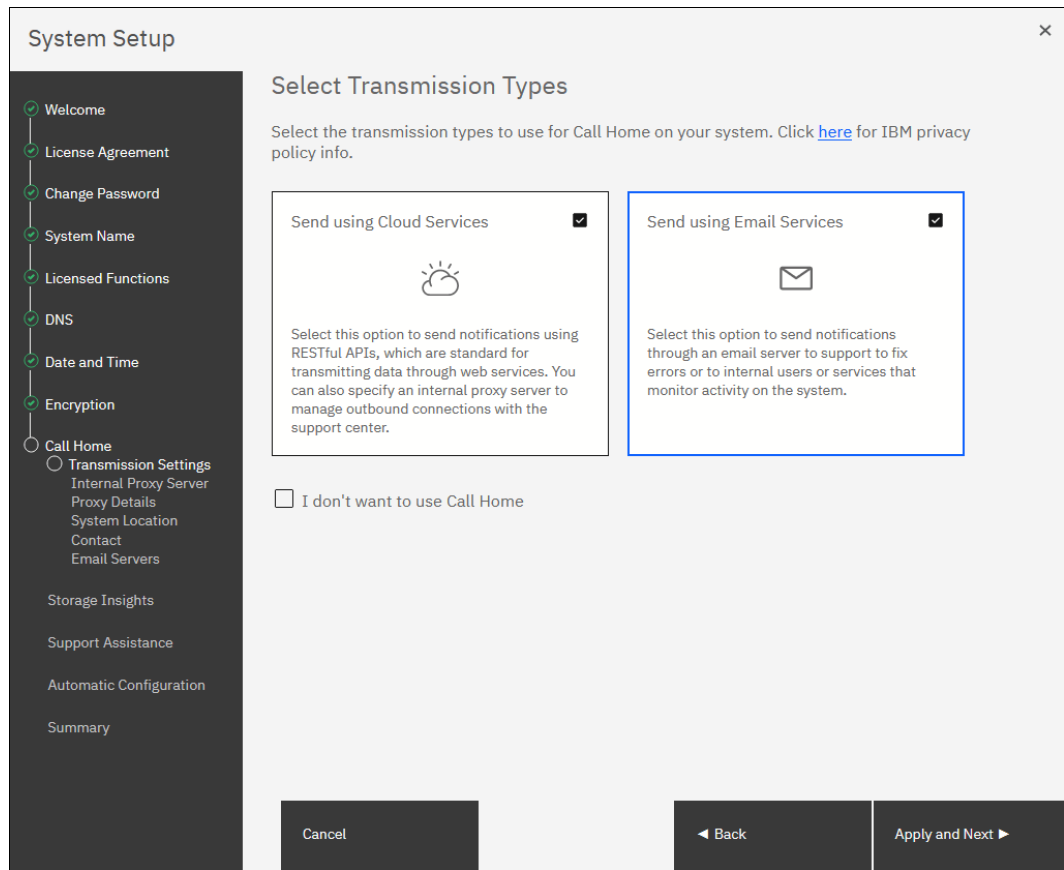 System Setup
×
Welcome
License Agreement
Change Password
System Name
Licensed Functions
DNS
Date and Time
Encryption
Call Home
Transmission Settings
Internal Proxy Server
Proxy Details
System Location
Contact
Email Servers
Storage Insights
Support Assistance
Automatic Configuration
Summary
Select Transmission Types
Select the transmission types to use for Call Home on your system. Click here for IBM privacy
policy info.
Send using Cloud Services
Select this option to send notifications using
RESTful APIs, which are standard for
transmitting data through web services. You
can also specify an internal proxy server to
manage outbound connections with the
support center.
Send using Email Services
Select this option to send notifications
through an email server to support to fix
errors or to internal users or services that
monitor activity on the system.
I don't want to use Call Home
Cancel
◄ Back
Apply and Next ►